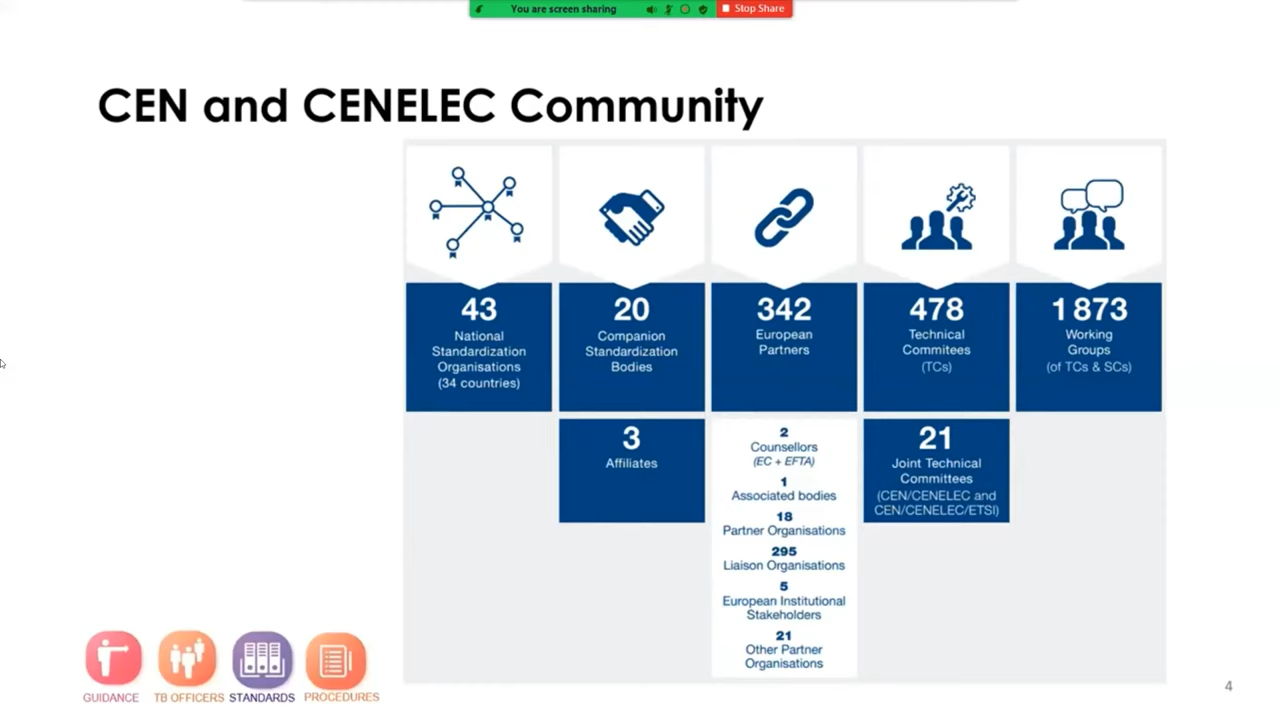 You are screen sharing
Stop Share
CEN and CENELEC Community
43
National
Standardization
Organisations
(34 countries)
20
Companion
Standardization
Bodies
342
European
Partners
478
Technical
Commitees
(TCs)
1 873
Working
Groups
(of TCs & SCs)
3
Affiliates
2
Counsellors
(EC + EFTA)
1
Associated bodies
18
Partner Organisations
295
Liaison Organisations
5
European Institutional
Stakeholders
21
Other Partner
Organisations
21
Joint Technical
Committees
(CEN/CENELEC and
CEN/CENELEC/ETSI)
GUIDANCE
TB OFFICERS
STANDARDS
PROCEDURES
4